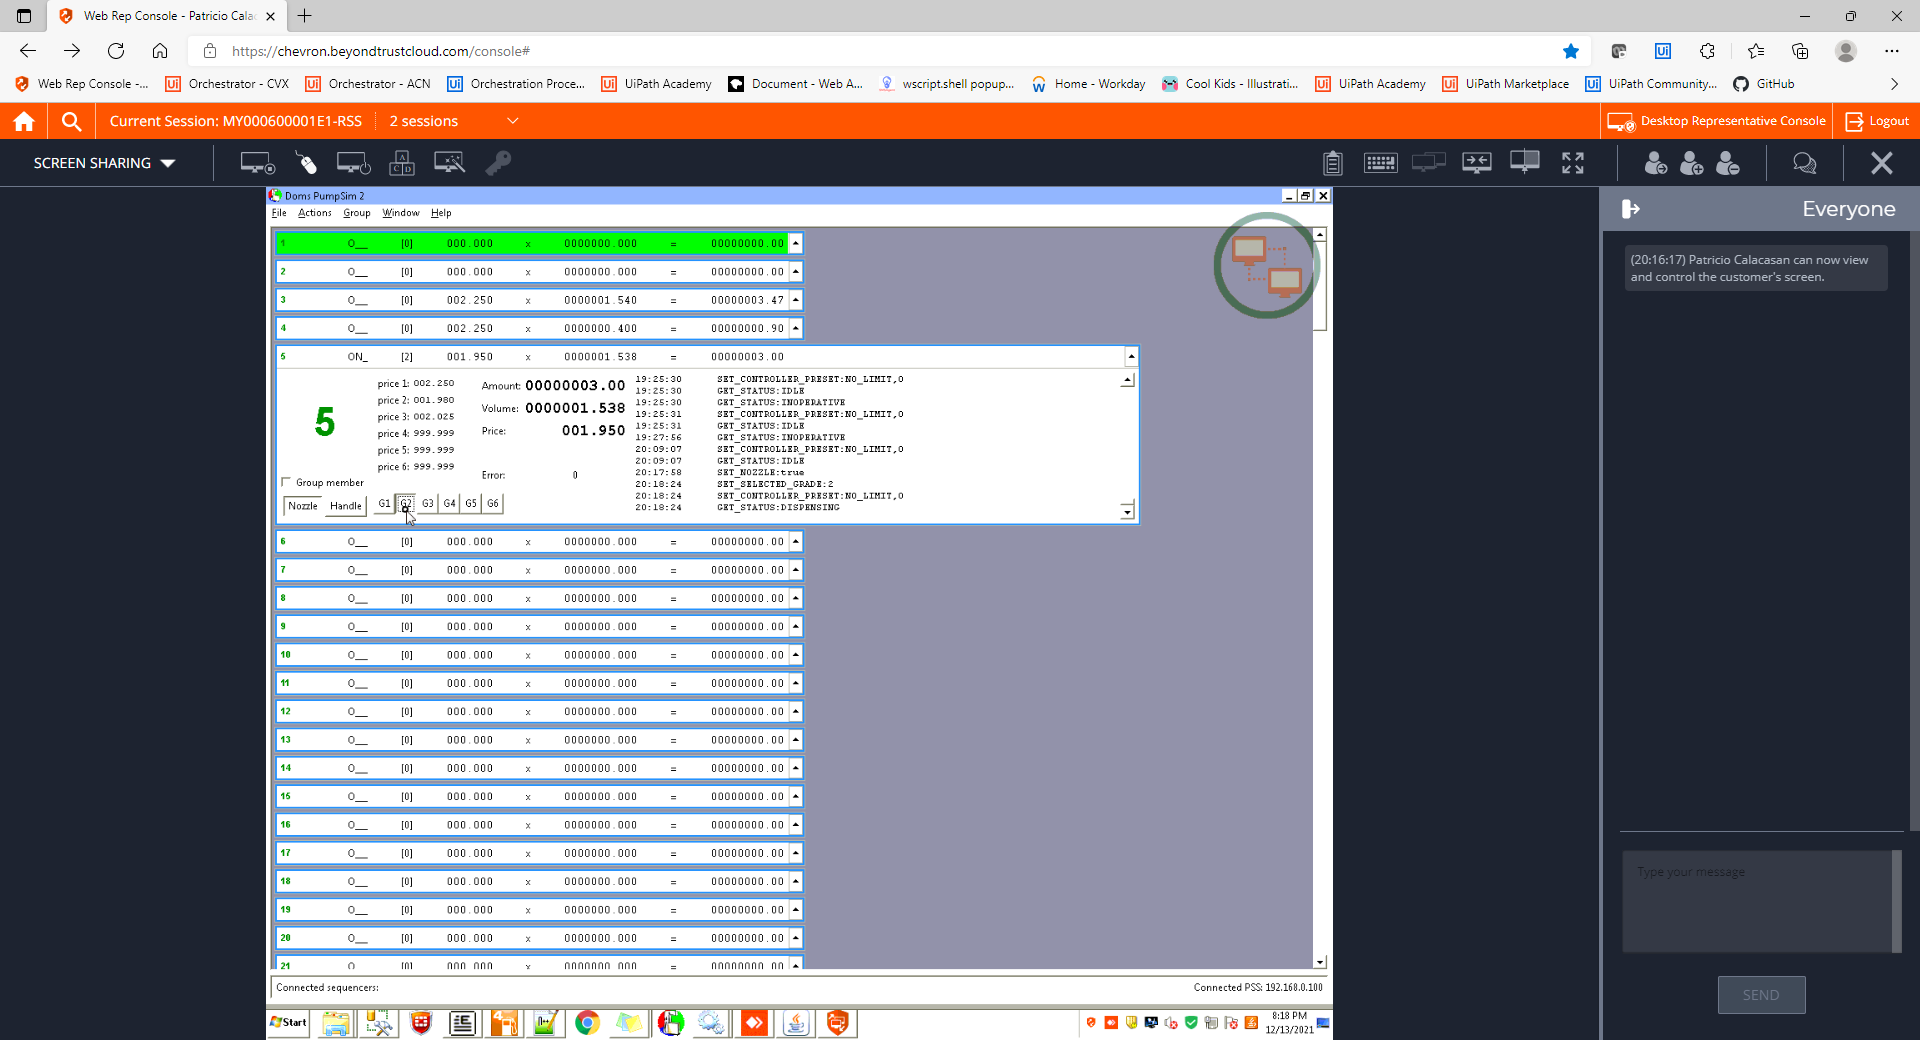 Web Rep Console - Patricio Cala
https://chevron.beyondtrustcloud.com/console#
Web Rep Console -... Orchestrator - CVX Orchestrator - ACN Orchestration Proce... UiPath Academy Document - Web A... wscript.shell popup... Home - Workday Cool Kids - Illustrati... UiPath Academy UiPath Marketplace UiPath Community... GitHub
Current Session: MY000600001E1-RSS 2 sessions Desktop Representative Console Logout
SCREEN SHARING
Everyone
(20:16:17) Patricio Calacasan can now view
and control the customer's screen.
Type your message
SEND
Doms PumpSim 2
File Actions Group Window Help
1 O__ [0] 000.000 x 0000000.000 = 00000000.00
2 O__ [0] 000.000 x 0000000.000 = 00000000.00
3 O__ [0] 002.250 x 0000001.540 = 00000003.47
4 O__ [0] 002.250 x 0000000.400 = 00000000.90
5 ON_ [2] 001.950 x 0000001.538 = 00000003.00
5
price 1: 002.250
price 2: 001.980
price 3: 002.025
price 4: 999.999
price 5: 999.999
price 6: 999.999
Amount: 00000003.00
Volume: 0000001.538
Price: 001.950
Error: 0
Group member
Nozzle Handle G1 G2 G3 G4 G5 G6
19:25:30 SET_CONTROLLER_PRESET:NO_LIMIT,0
19:25:30 GET_STATUS:IDLE
19:25:30 GET_STATUS:INOPERATIVE
19:25:31 SET_CONTROLLER_PRESET:NO_LIMIT,0
19:25:31 GET_STATUS:IDLE
19:27:56 GET_STATUS:INOPERATIVE
20:09:07 SET_CONTROLLER_PRESET:NO_LIMIT,0
20:09:07 GET_STATUS:IDLE
20:17:58 SET_NOZZLE:true
20:18:24 SET_SELECTED_GRADE:2
20:18:24 SET_CONTROLLER_PRESET:NO_LIMIT,0
20:18:24 GET_STATUS:DISPENSING
6 O__ [0] 000.000 x 0000000.000 = 00000000.00
7 O__ [0] 000.000 x 0000000.000 = 00000000.00
8 O__ [0] 000.000 x 0000000.000 = 00000000.00
9 O__ [0] 000.000 x 0000000.000 = 00000000.00
10 O__ [0] 000.000 x 0000000.000 = 00000000.00
11 O__ [0] 000.000 x 0000000.000 = 00000000.00
12 O__ [0] 000.000 x 0000000.000 = 00000000.00
13 O__ [0] 000.000 x 0000000.000 = 00000000.00
14 O__ [0] 000.000 x 0000000.000 = 00000000.00
15 O__ [0] 000.000 x 0000000.000 = 00000000.00
16 O__ [0] 000.000 x 0000000.000 = 00000000.00
17 O__ [0] 000.000 x 0000000.000 = 00000000.00
18 O__ [0] 000.000 x 0000000.000 = 00000000.00
19 O__ [0] 000.000 x 0000000.000 = 00000000.00
20 O__ [0] 000.000 x 0000000.000 = 00000000.00
21 O [0] 000.000 x 0000000.000 = 00000000.00
Connected sequencers: Connected PSS: 192.168.0.100
Start 8:18 PM
12/13/2021